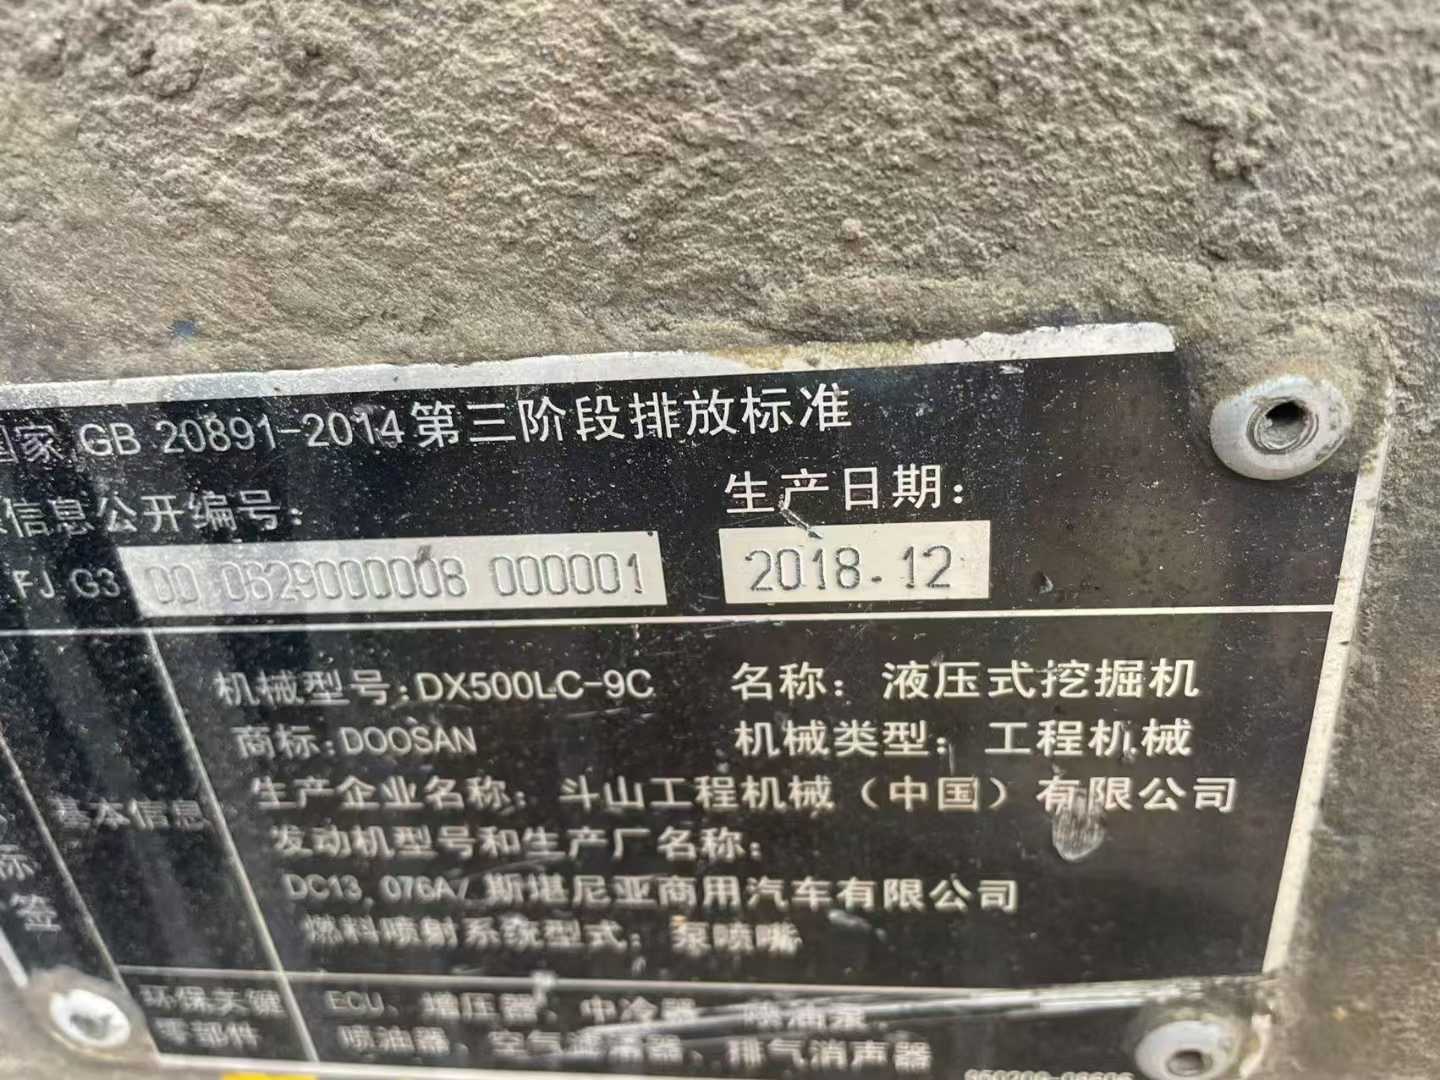 国家 GB 20891-2014第三阶段排放标准
信息公开编号:
生产日期:
FJ G3 00 0629000008 000001
2018.12
机械型号:DX500LC-9C
名称: 液压式挖掘机
商标:DOOSAN
机械类型: 工程机械
生产企业名称: 斗山工程机械(中国)有限公司
基本信息
发动机型号和生产厂名称:
标
DC13,076A/ 斯堪尼亚商用汽车有限公司
签
燃料喷射系统型式: 泵喷嘴
环保关键
零部件
ECU、增压器、中冷器、喷油泵、
喷油器、空气滤清器、排气消声器